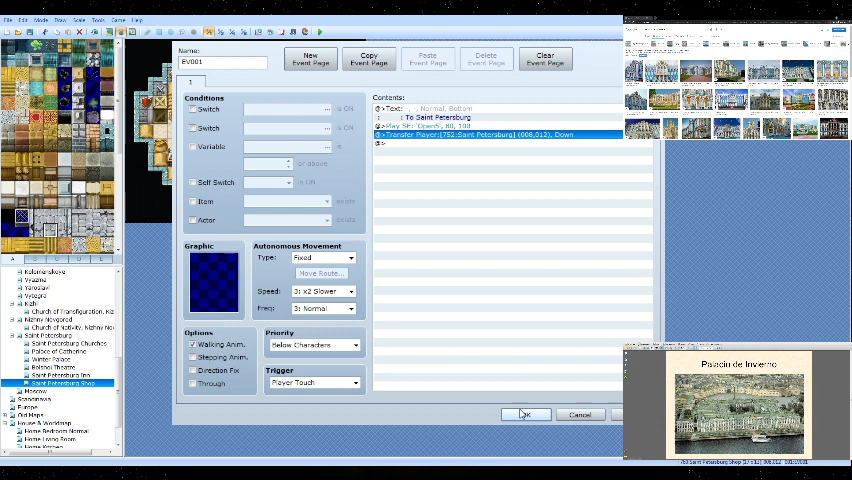 File Edit Mode Draw Scale Tools Game Help
Name:
EV001
New Event Page
Copy Event Page
Paste Event Page
Delete Event Page
Clear Event Page
1
Conditions
Switch ... is ON
Switch ... is ON
Variable ... is
or above
Self Switch is ON
Item exists
Actor exists
Graphic
Autonomous Movement
Type: Fixed
Move Route...
Speed: 3: x2 Slower
Freq: 3: Normal
Options
Walking Anim.
Stepping Anim.
Direction Fix
Through
Priority
Below Characters
Trigger
Player Touch
Contents:
@>Text: -, -, Normal, Bottom
: : To Saint Petersburg
@>Play SE: 'Open5', 80, 100
@>Transfer Player:[752:Saint Petersburg] (008,012), Down
@>
OK
Cancel
A B C D E
Kolomenskoye
Vyazma
Yaroslavl
Vytegra
Kizhi
Church of Transfiguration, Kiz
Nizhny Novgorod
Church of Nativity, Nizhny Nov
Saint Petersburg
Saint Petersburg Churches
Palace of Catherine
Winter Palace
Bolshoi Theatre
Saint Petersburg Inn
Saint Petersburg Shop
Moscow
Scandinavia
Europe
Old Maps
House & Worldmap
Home Bedroom Normal
Home Living Room
Home Kitchen
Palaciu de Invierno